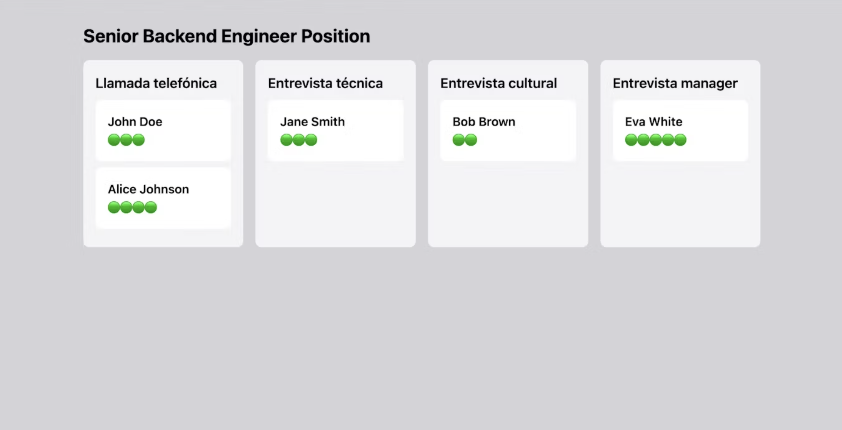 Senior Backend Engineer Position
Llamada telefónica
John Doe
Alice Johnson
Entrevista técnica
Jane Smith
Entrevista cultural
Bob Brown
Entrevista manager
Eva White